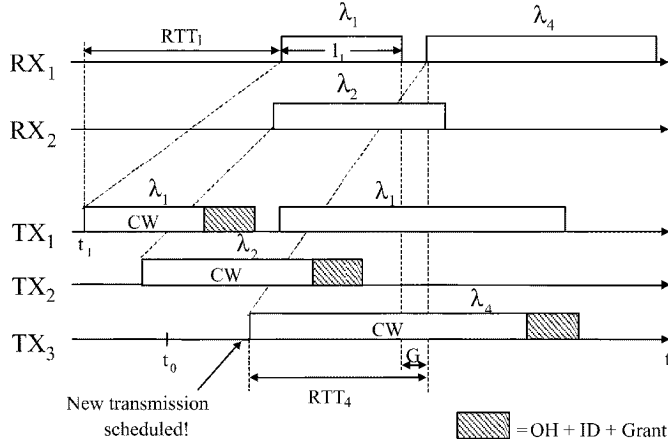 λ1 λ4
RTT1 l1
RX1
λ2
RX2
λ1 λ1
CW
TX1
t1 λ2
CW
TX2
λ4
CW
TX3
t0 G t
RTT4
New transmission
scheduled!
=OH + ID + Grant